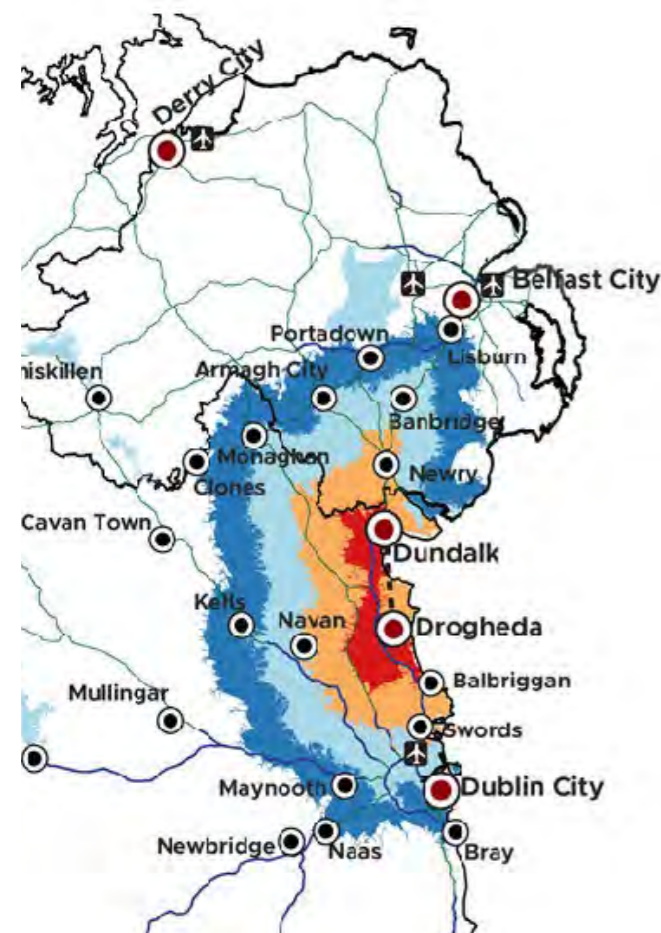 Derry City
Belfast City
Portadown
Lisburn
Armagh City
niskillen
Banbridge
Monaghan
Newry
Clones
Cavan Town
Dundalk
Kells
Navan
Drogheda
Mullingar
Balbriggan
Swords
Maynooth
Dublin City
Newbridge
Naas
Bray